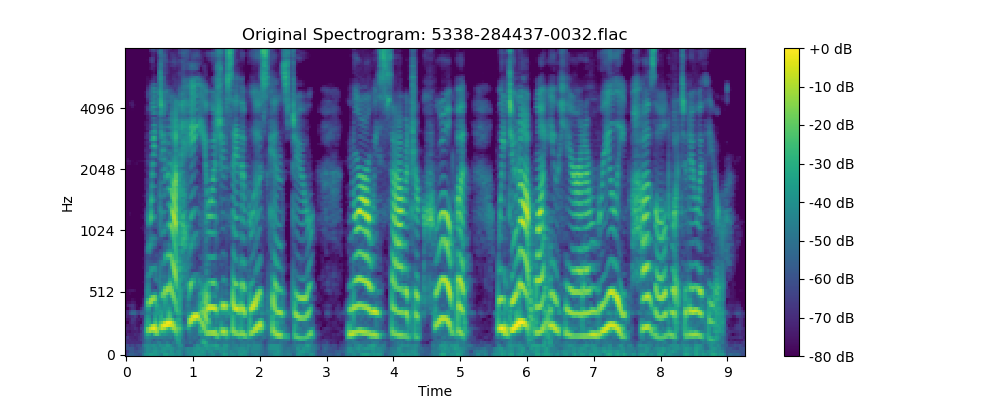 Original Spectrogram: 5338-284437-0032.flac
Hz
4096
2048
1024
512
0
0 1 2 3 4 5 6 7 8 9
Time
+0 dB
-10 dB
-20 dB
-30 dB
-40 dB
-50 dB
-60 dB
-70 dB
-80 dB